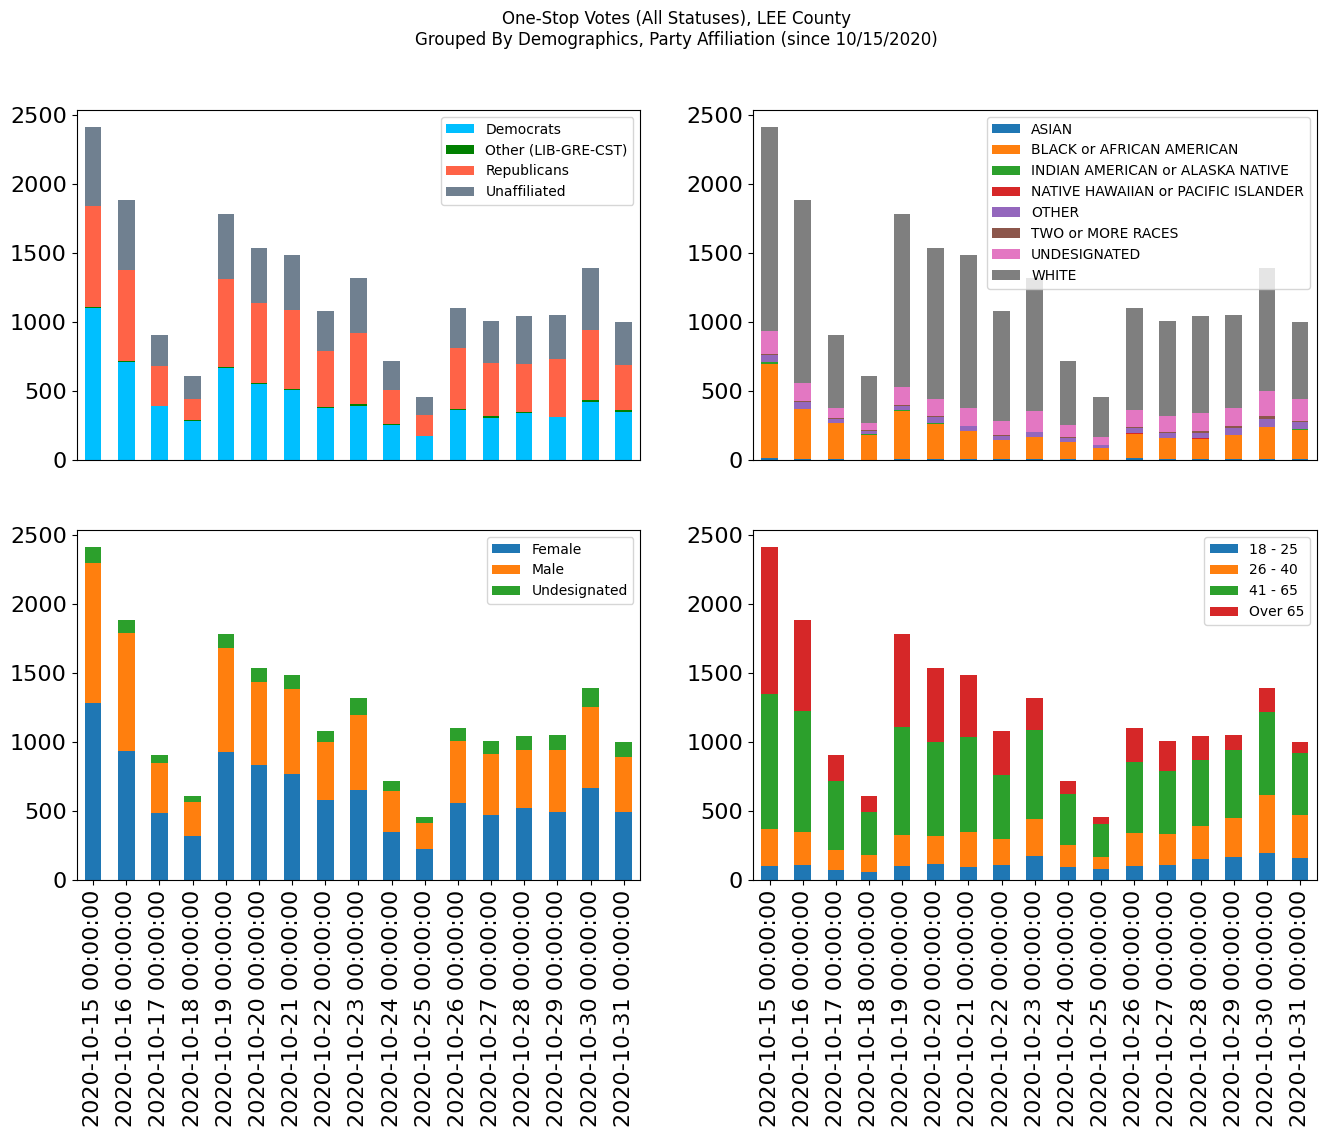 One-Stop Votes (All Statuses), LEE County
Grouped By Demographics, Party Affiliation (since 10/15/2020)
2500
2000
1500
1000
500
0
Democrats
Other (LIB-GRE-CST)
Republicans
Unaffiliated
2500
2000
1500
1000
500
0
ASIAN
BLACK or AFRICAN AMERICAN
INDIAN AMERICAN or ALASKA NATIVE
NATIVE HAWAIIAN or PACIFIC ISLANDER
OTHER
TWO or MORE RACES
UNDESIGNATED
WHITE
2500
2000
1500
1000
500
0
Female
Male
Undesignated
2020-10-15 00:00:00
2020-10-16 00:00:00
2020-10-17 00:00:00
2020-10-18 00:00:00
2020-10-19 00:00:00
2020-10-20 00:00:00
2020-10-21 00:00:00
2020-10-22 00:00:00
2020-10-23 00:00:00
2020-10-24 00:00:00
2020-10-25 00:00:00
2020-10-26 00:00:00
2020-10-27 00:00:00
2020-10-28 00:00:00
2020-10-29 00:00:00
2020-10-30 00:00:00
2020-10-31 00:00:00
2500
2000
1500
1000
500
0
18 - 25
26 - 40
41 - 65
Over 65
2020-10-15 00:00:00
2020-10-16 00:00:00
2020-10-17 00:00:00
2020-10-18 00:00:00
2020-10-19 00:00:00
2020-10-20 00:00:00
2020-10-21 00:00:00
2020-10-22 00:00:00
2020-10-23 00:00:00
2020-10-24 00:00:00
2020-10-25 00:00:00
2020-10-26 00:00:00
2020-10-27 00:00:00
2020-10-28 00:00:00
2020-10-29 00:00:00
2020-10-30 00:00:00
2020-10-31 00:00:00